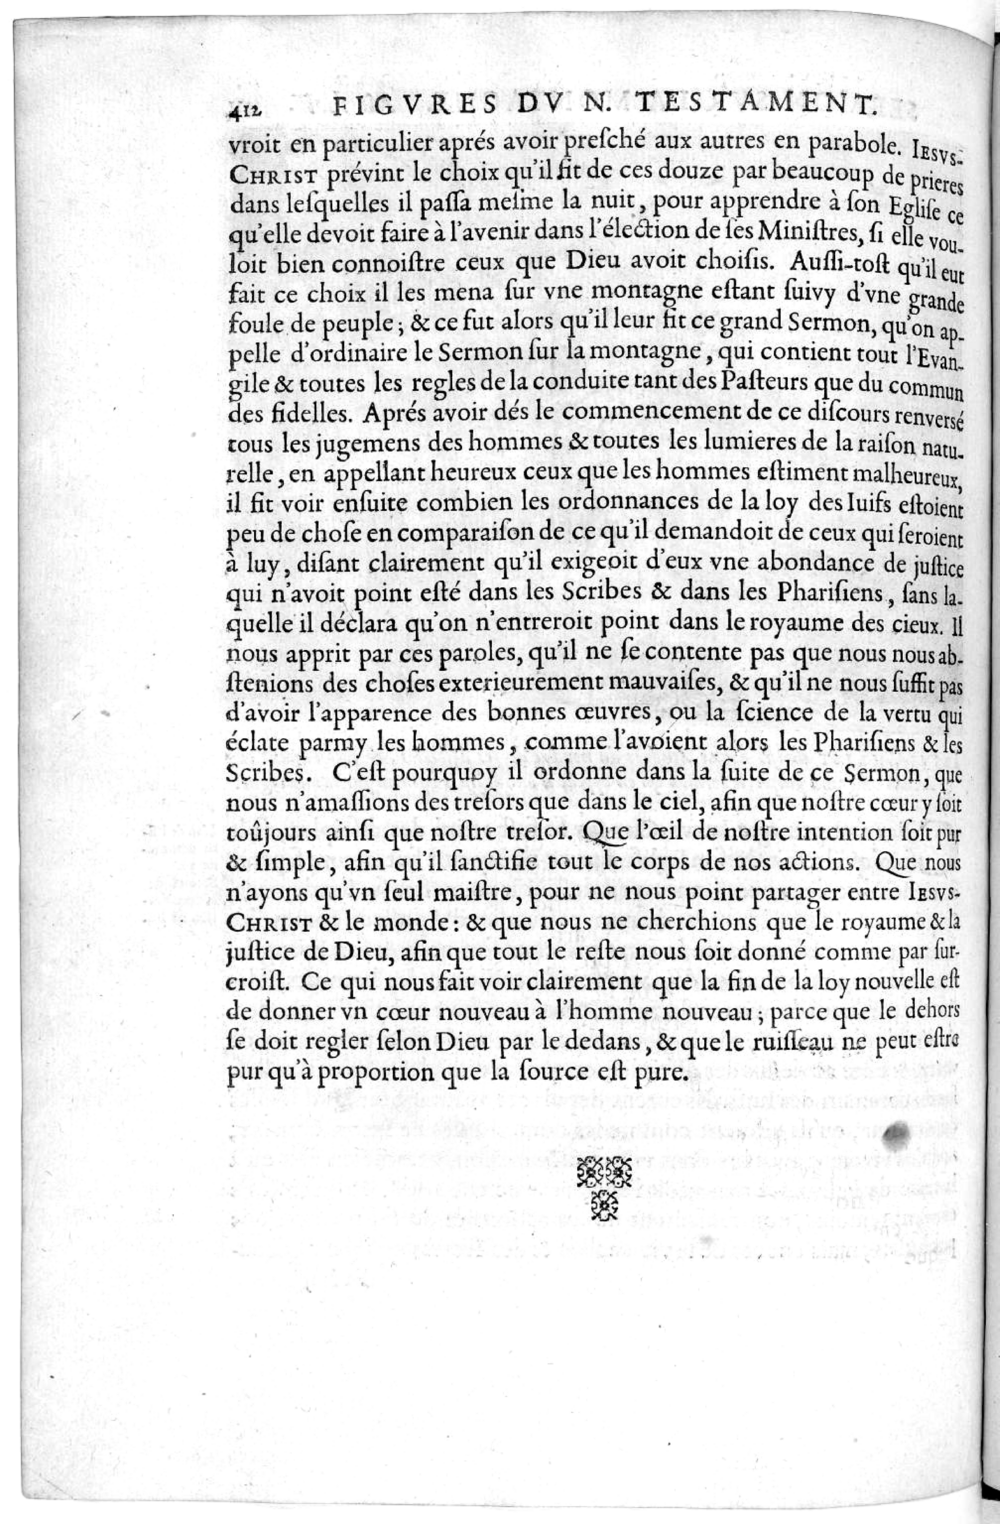 412 FIGVRES DV N. TESTAMENT.
vroit en particulier aprés avoir preſché aux autres en parabole. IESVS-
CHRIST prévint le choix qu'il fit de ces douze par beaucoup de prieres
dans leſquelles il paſſa meſme la nuit, pour apprendre à ſon Egliſe ce
qu'elle devoit faire à l'avenir dans l'élection de ſes Miniſtres, ſi elle vou-
loit bien connoiſtre ceux que Dieu avoit choiſis. Auſſi-toſt qu'il eut
fait ce choix il les mena ſur vne montagne eſtant ſuivy d'vne grande
foule de peuple; & ce fut alors qu'il leur fit ce grand Sermon, qu'on ap-
pelle d'ordinaire le Sermon ſur la montagne, qui contient tout l'Evan-
gile & toutes les regles de la conduite tant des Paſteurs que du commun
des fidelles. Aprés avoir dés le commencement de ce diſcours renverſé
tous les jugemens des hommes & toutes les lumieres de la raiſon natu-
relle, en appellant heureux ceux que les hommes eſtiment malheureux,
il fit voir enſuite combien les ordonnances de la loy des Iuifs eſtoient
peu de choſe en comparaiſon de ce qu'il demandoit de ceux qui ſeroient
à luy, diſant clairement qu'il exigeoit d'eux vne abondance de juſtice
qui n'avoit point eſté dans les Scribes & dans les Phariſiens, ſans la-
quelle il déclara qu'on n'entreroit point dans le royaume des cieux. Il
nous apprit par ces paroles, qu'il ne ſe contente pas que nous nous ab-
ſtenions des choſes exterieurement mauvaiſes, & qu'il ne nous ſuffit pas
d'avoir l'apparence des bonnes œuvres, ou la ſcience de la vertu qui
éclate parmy les hommes, comme l'avoient alors les Phariſiens & les
Scribes. C'eſt pourquoy il ordonne dans la ſuite de ce Sermon, que
nous n'amaſſions des treſors que dans le ciel, afin que noſtre cœur y ſoit
toûjours ainſi que noſtre treſor. Que l'œil de noſtre intention ſoit pur
& ſimple, afin qu'il ſanctifie tout le corps de nos actions. Que nous
n'ayons qu'vn ſeul maiſtre, pour ne nous point partager entre IESVS-
CHRIST & le monde: & que nous ne cherchions que le royaume & la
juſtice de Dieu, afin que tout le reſte nous ſoit donné comme par ſur-
croiſt. Ce qui nous fait voir clairement que la fin de la loy nouvelle eſt
de donner vn cœur nouveau à l'homme nouveau; parce que le dehors
ſe doit regler ſelon Dieu par le dedans, & que le ruiſſeau ne peut eſtre
pur qu'à proportion que la ſource eſt pure.